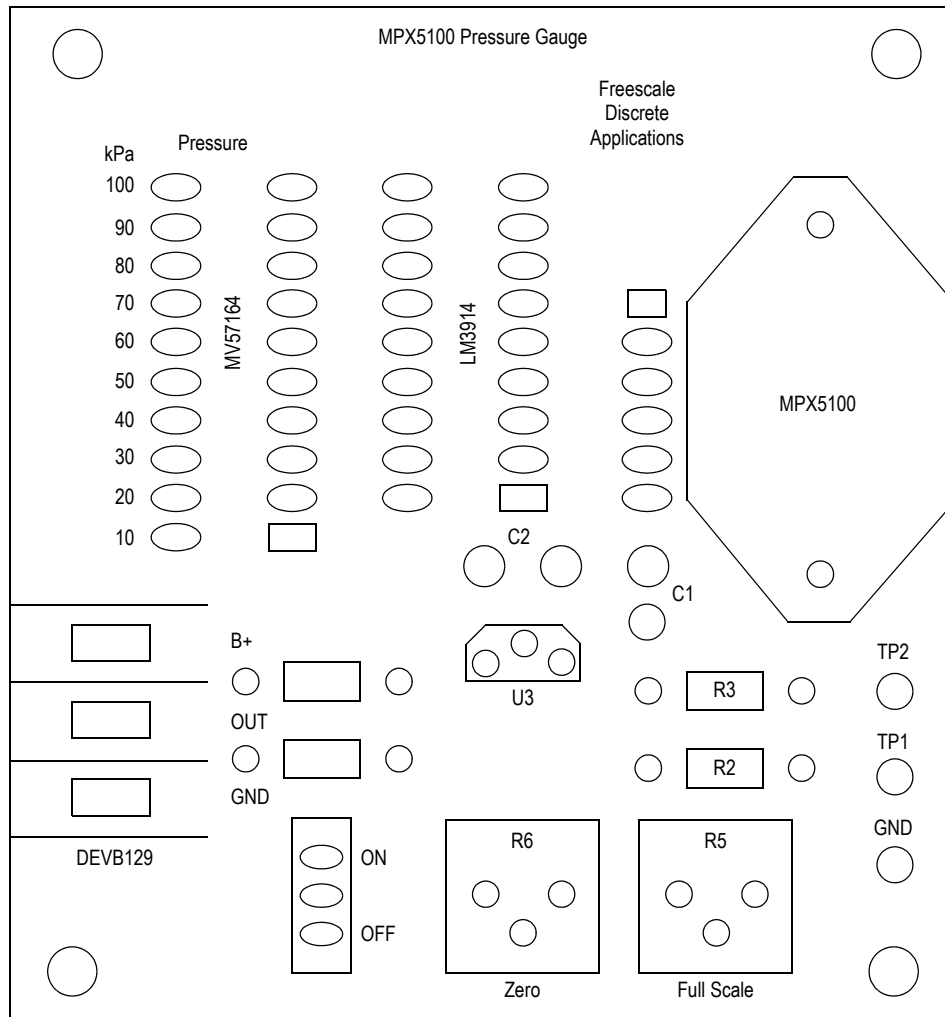 MPX5100 Pressure Gauge
Freescale
Discrete
Applications
Pressure
kPa
100
90
80
70
60
50
40
30
20
10
MV57164
LM3914
MPX5100
C2
C1
B+
OUT
GND
U3
R3
R2
TP2
TP1
GND
DEVB129
ON
OFF
R6
R5
Zero
Full Scale